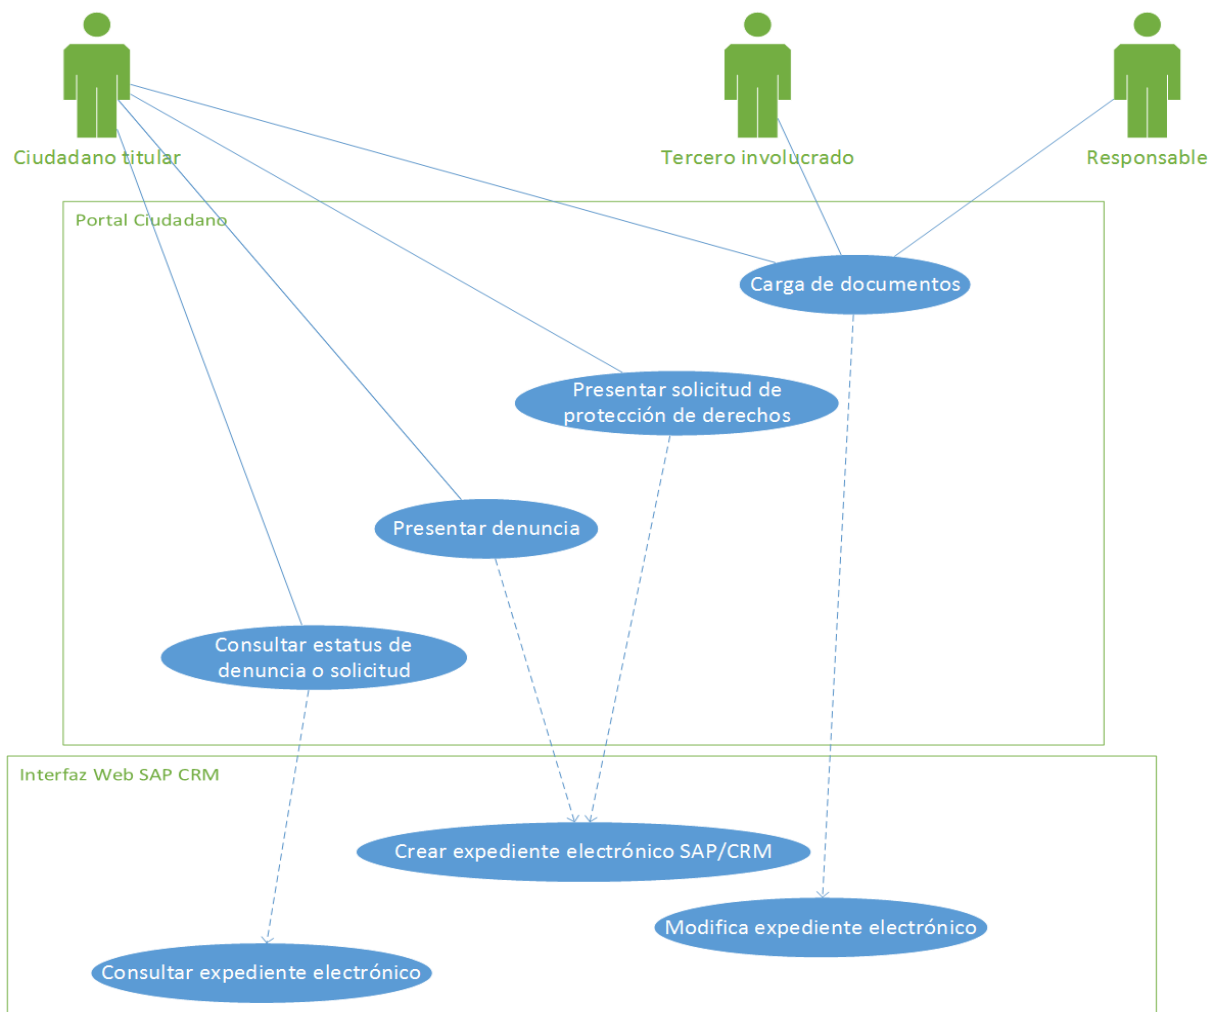 Ciudadano titular
Tercero involucrado
Responsable
Portal Ciudadano
Carga de documentos
Presentar solicitud de
protección de derechos
Presentar denuncia
Consultar estatus de
denuncia o solicitud
Interfaz Web SAP CRM
Crear expediente electrónico SAP/CRM
Modifica expediente electrónico
Consultar expediente electrónico